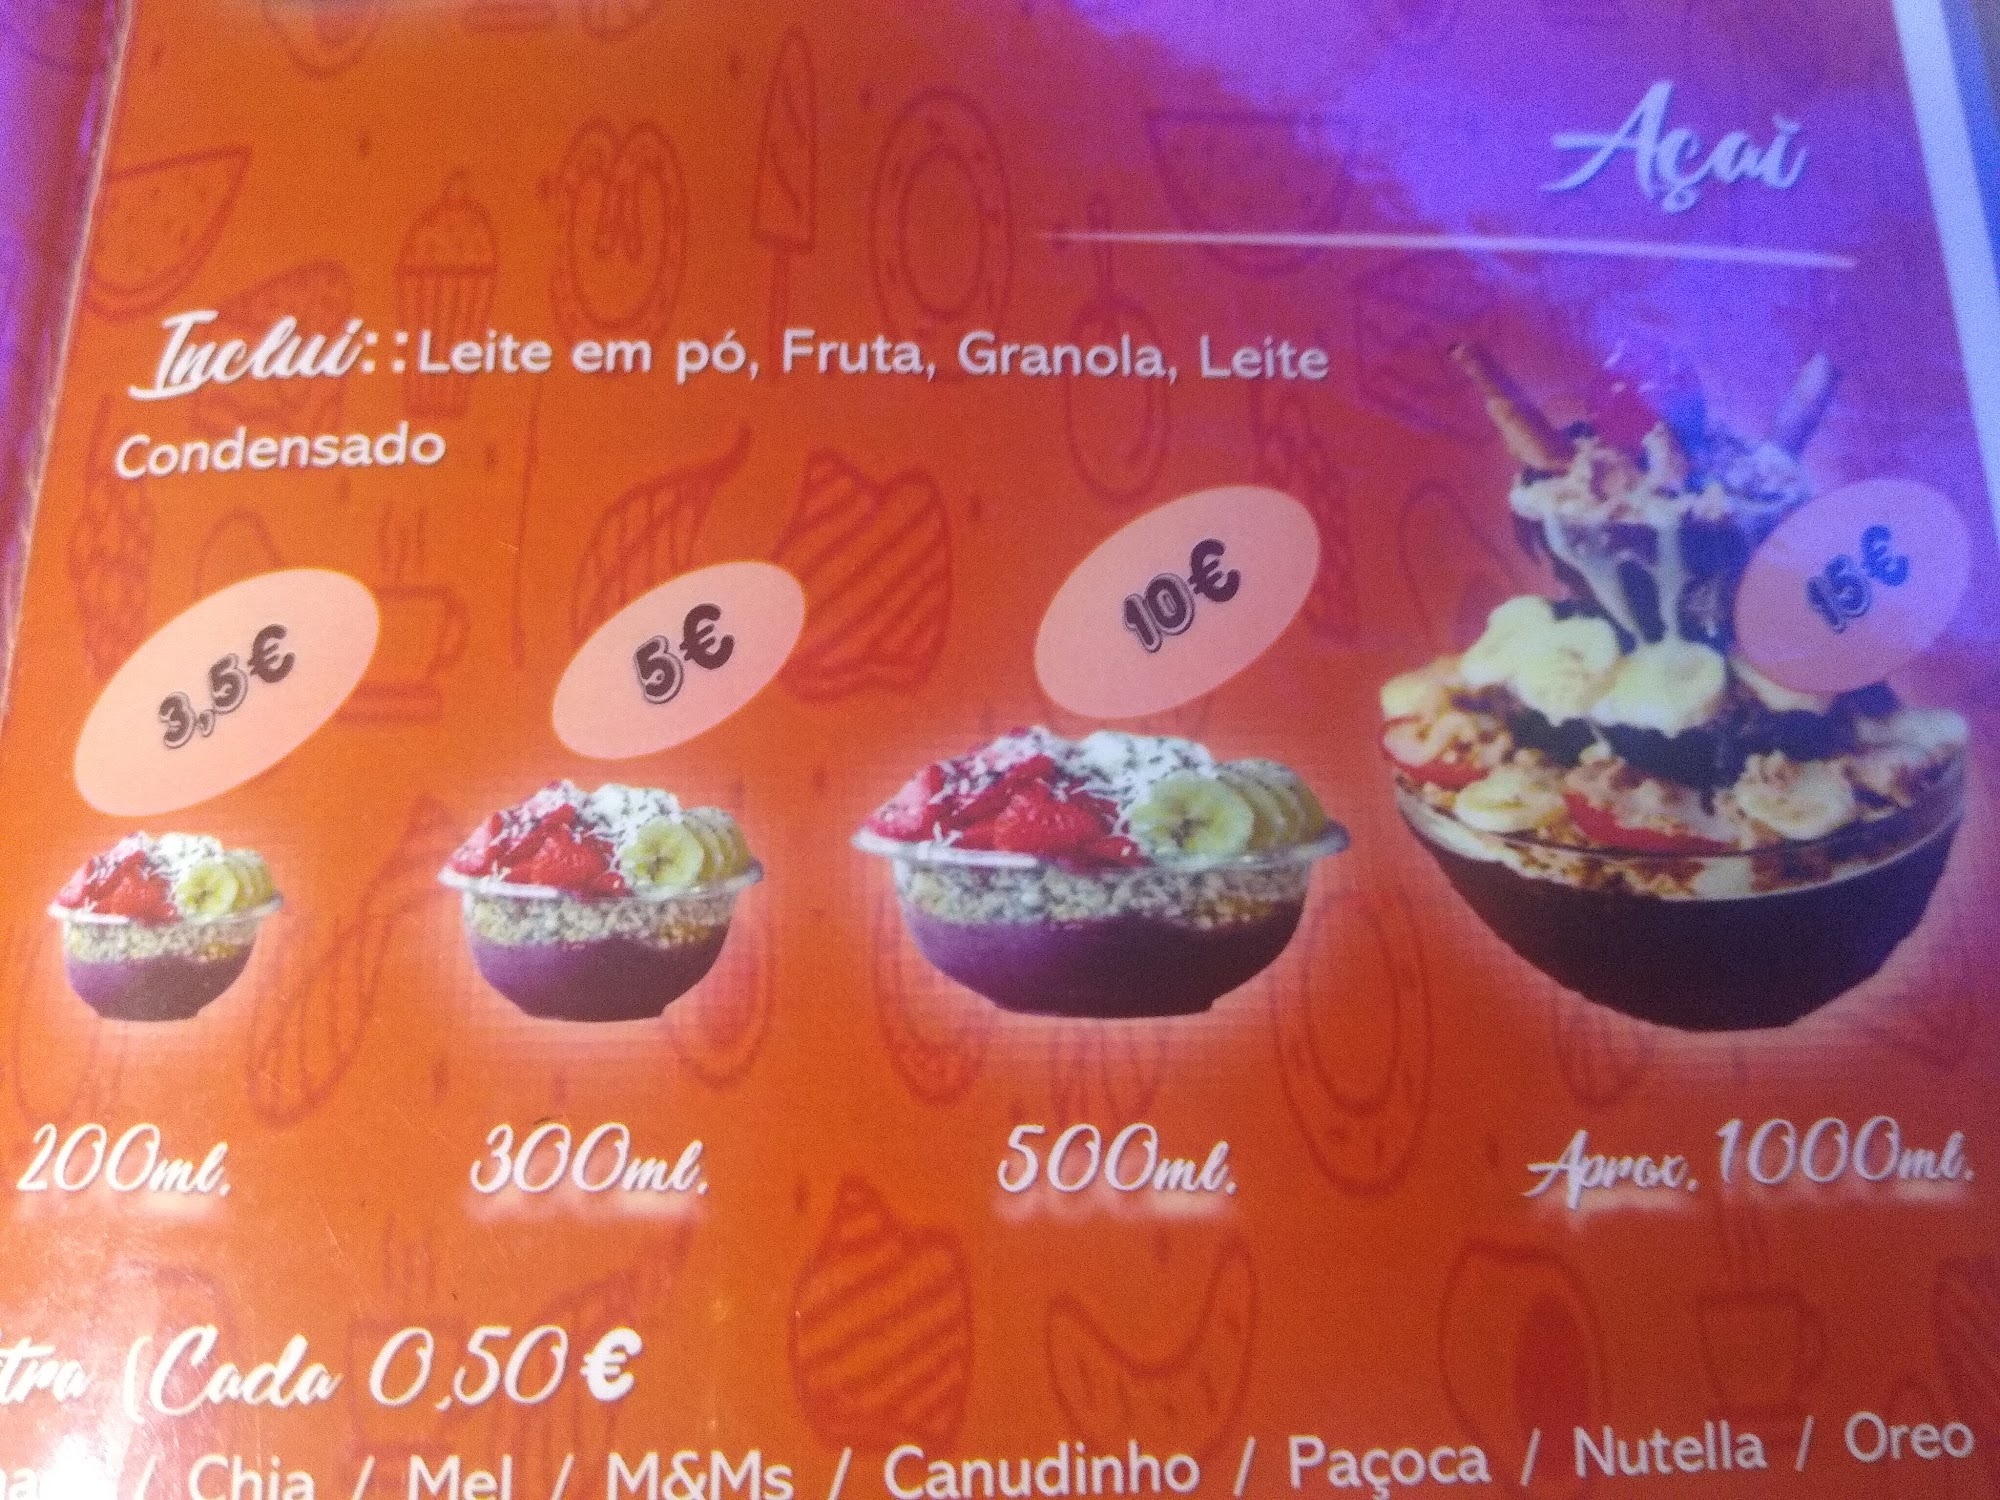 Açaí
Inclui:: Leite em pó, Fruta, Granola, Leite
Condensado
3,5€
5€
10€
15€
200ml.
300ml.
500ml.
Aprox. 1000ml.
(Cada 0,50€
/ Chia / Mel / M&Ms / Canudinho / Paçoca / Nutella / Oreo